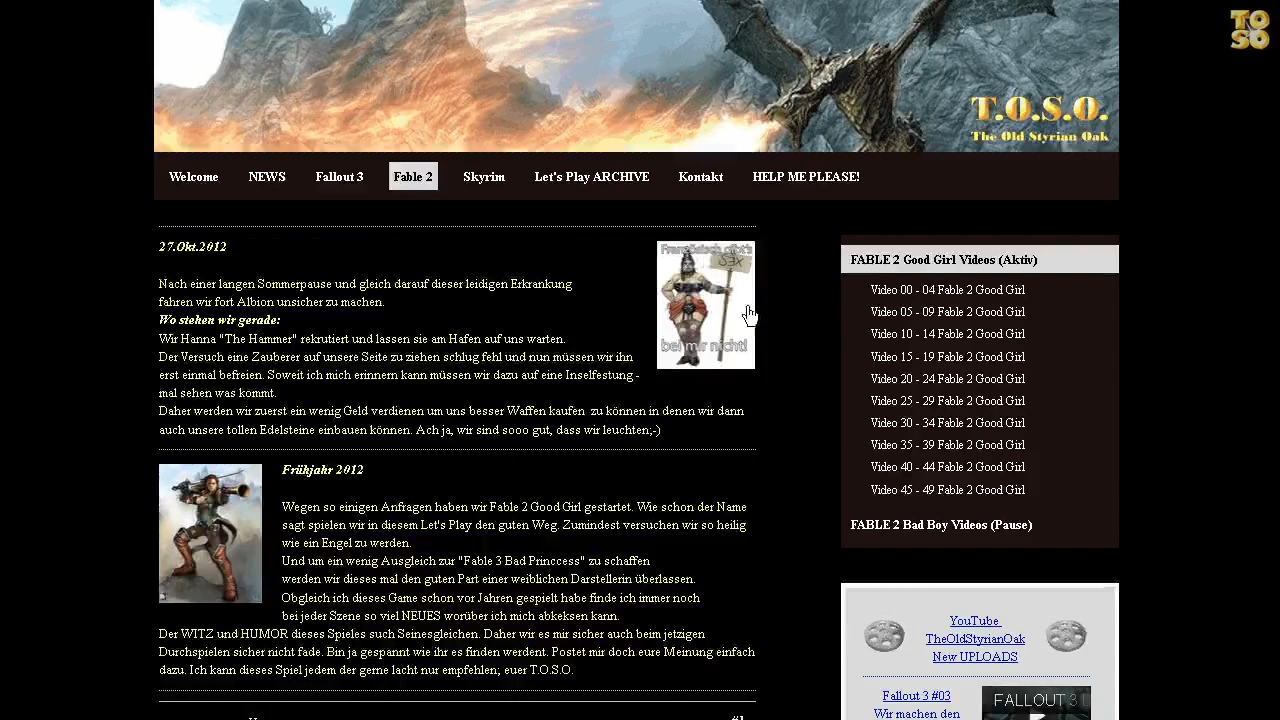 TO
SO
T.O.S.O.
The Old Styrian Oak
Welcome NEWS Fallout 3 Fable 2 Skyrim Let's Play ARCHIVE Kontakt HELP ME PLEASE!
27.Okt.2012
Nach einer langen Sommerpause und gleich darauf dieser leidigen Erkrankung
fahren wir fort Albion unsicher zu machen.
Wo stehen wir gerade:
Wir Hanna "The Hammer" rekrutiert und lassen sie am Hafen auf uns warten.
Der Versuch eine Zauberer auf unsere Seite zu ziehen schlug fehl und nun müssen wir ihn
erst einmal befreien. Soweit ich mich erinnern kann müssen wir dazu auf eine Inselfestung -
mal sehen was kommt.
Daher werden wir zuerst ein wenig Geld verdienen um uns besser Waffen kaufen zu können in denen wir dann
auch unsere tollen Edelsteine einbauen können. Ach ja, wir sind sooo gut, dass wir leuchten;-)
Französisch gibt's
SEX
bei mir nicht!
Frühjahr 2012
Wegen so einigen Anfragen haben wir Fable 2 Good Girl gestartet. Wie schon der Name
sagt spielen wir in diesem Let's Play den guten Weg. Zumindest versuchen wir so heilig
wie ein Engel zu werden.
Und um ein wenig Ausgleich zur "Fable 3 Bad Princcess" zu schaffen
werden wir dieses mal den guten Part einer weiblichen Darstellerin überlassen.
Obgleich ich dieses Game schon vor Jahren gespielt habe finde ich immer noch
bei jeder Szene so viel NEUES worüber ich mich abkeksen kann.
Der WITZ und HUMOR dieses Spieles such Seinesgleichen. Daher wir es mir sicher auch beim jetzigen
Durchspielen sicher nicht fade. Bin ja gespannt wie ihr es finden werdent. Postet mir doch eure Meinung einfach
dazu. Ich kann dieses Spiel jedem der gerne lacht nur empfehlen; euer T.O.S.O.
FABLE 2 Good Girl Videos (Aktiv)
Video 00 - 04 Fable 2 Good Girl
Video 05 - 09 Fable 2 Good Girl
Video 10 - 14 Fable 2 Good Girl
Video 15 - 19 Fable 2 Good Girl
Video 20 - 24 Fable 2 Good Girl
Video 25 - 29 Fable 2 Good Girl
Video 30 - 34 Fable 2 Good Girl
Video 35 - 39 Fable 2 Good Girl
Video 40 - 44 Fable 2 Good Girl
Video 45 - 49 Fable 2 Good Girl
FABLE 2 Bad Boy Videos (Pause)
YouTube
TheOldStyrianOak
New UPLOADS
Fallout 3 #03
Wir machen den
FALLOUT 3